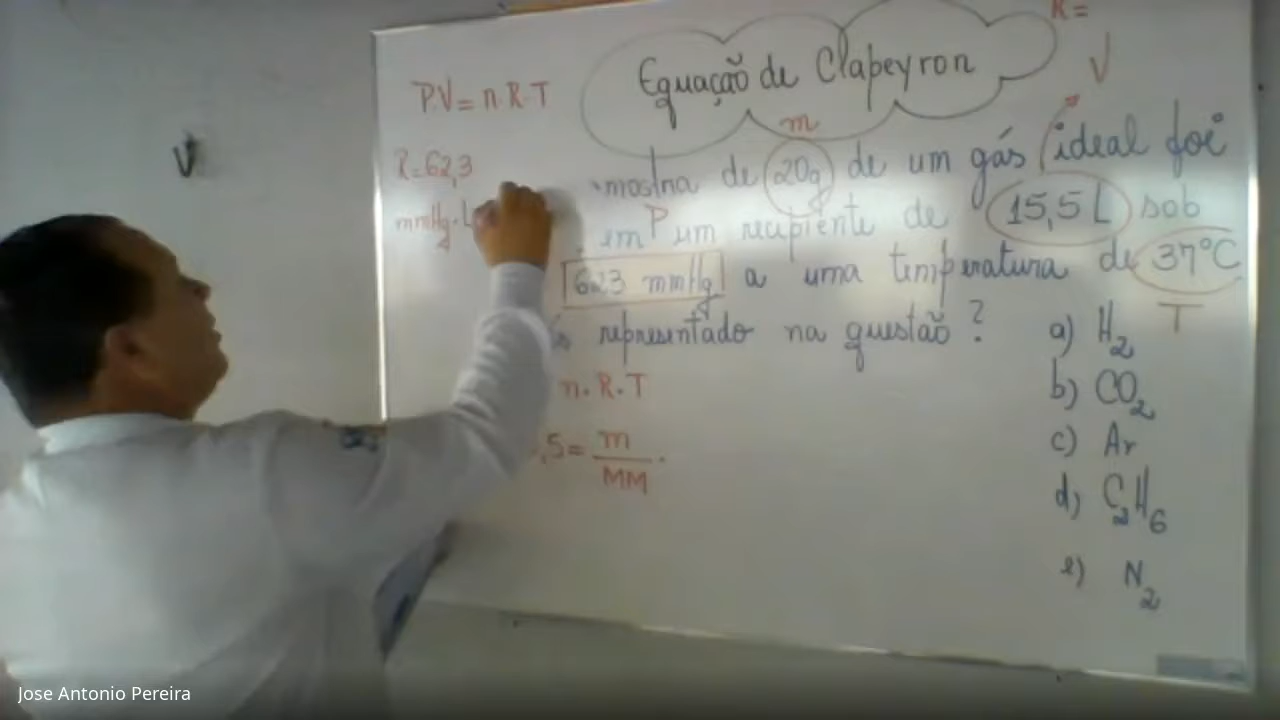 R=
Equação de Clapeyron
V
P.V=n.R.T
m
mostra de 20g de um gás ideal foi
R=62,3
mmHg.L
em um recipiente de 15,5L sob
P
623 mmHg a uma temperatura de 37°C
T
representado na questão?
a) H2
n.R.T
b) CO2
,5= m
MM .
c) Ar
d) C2H6
e) N2
Jose Antonio Pereira